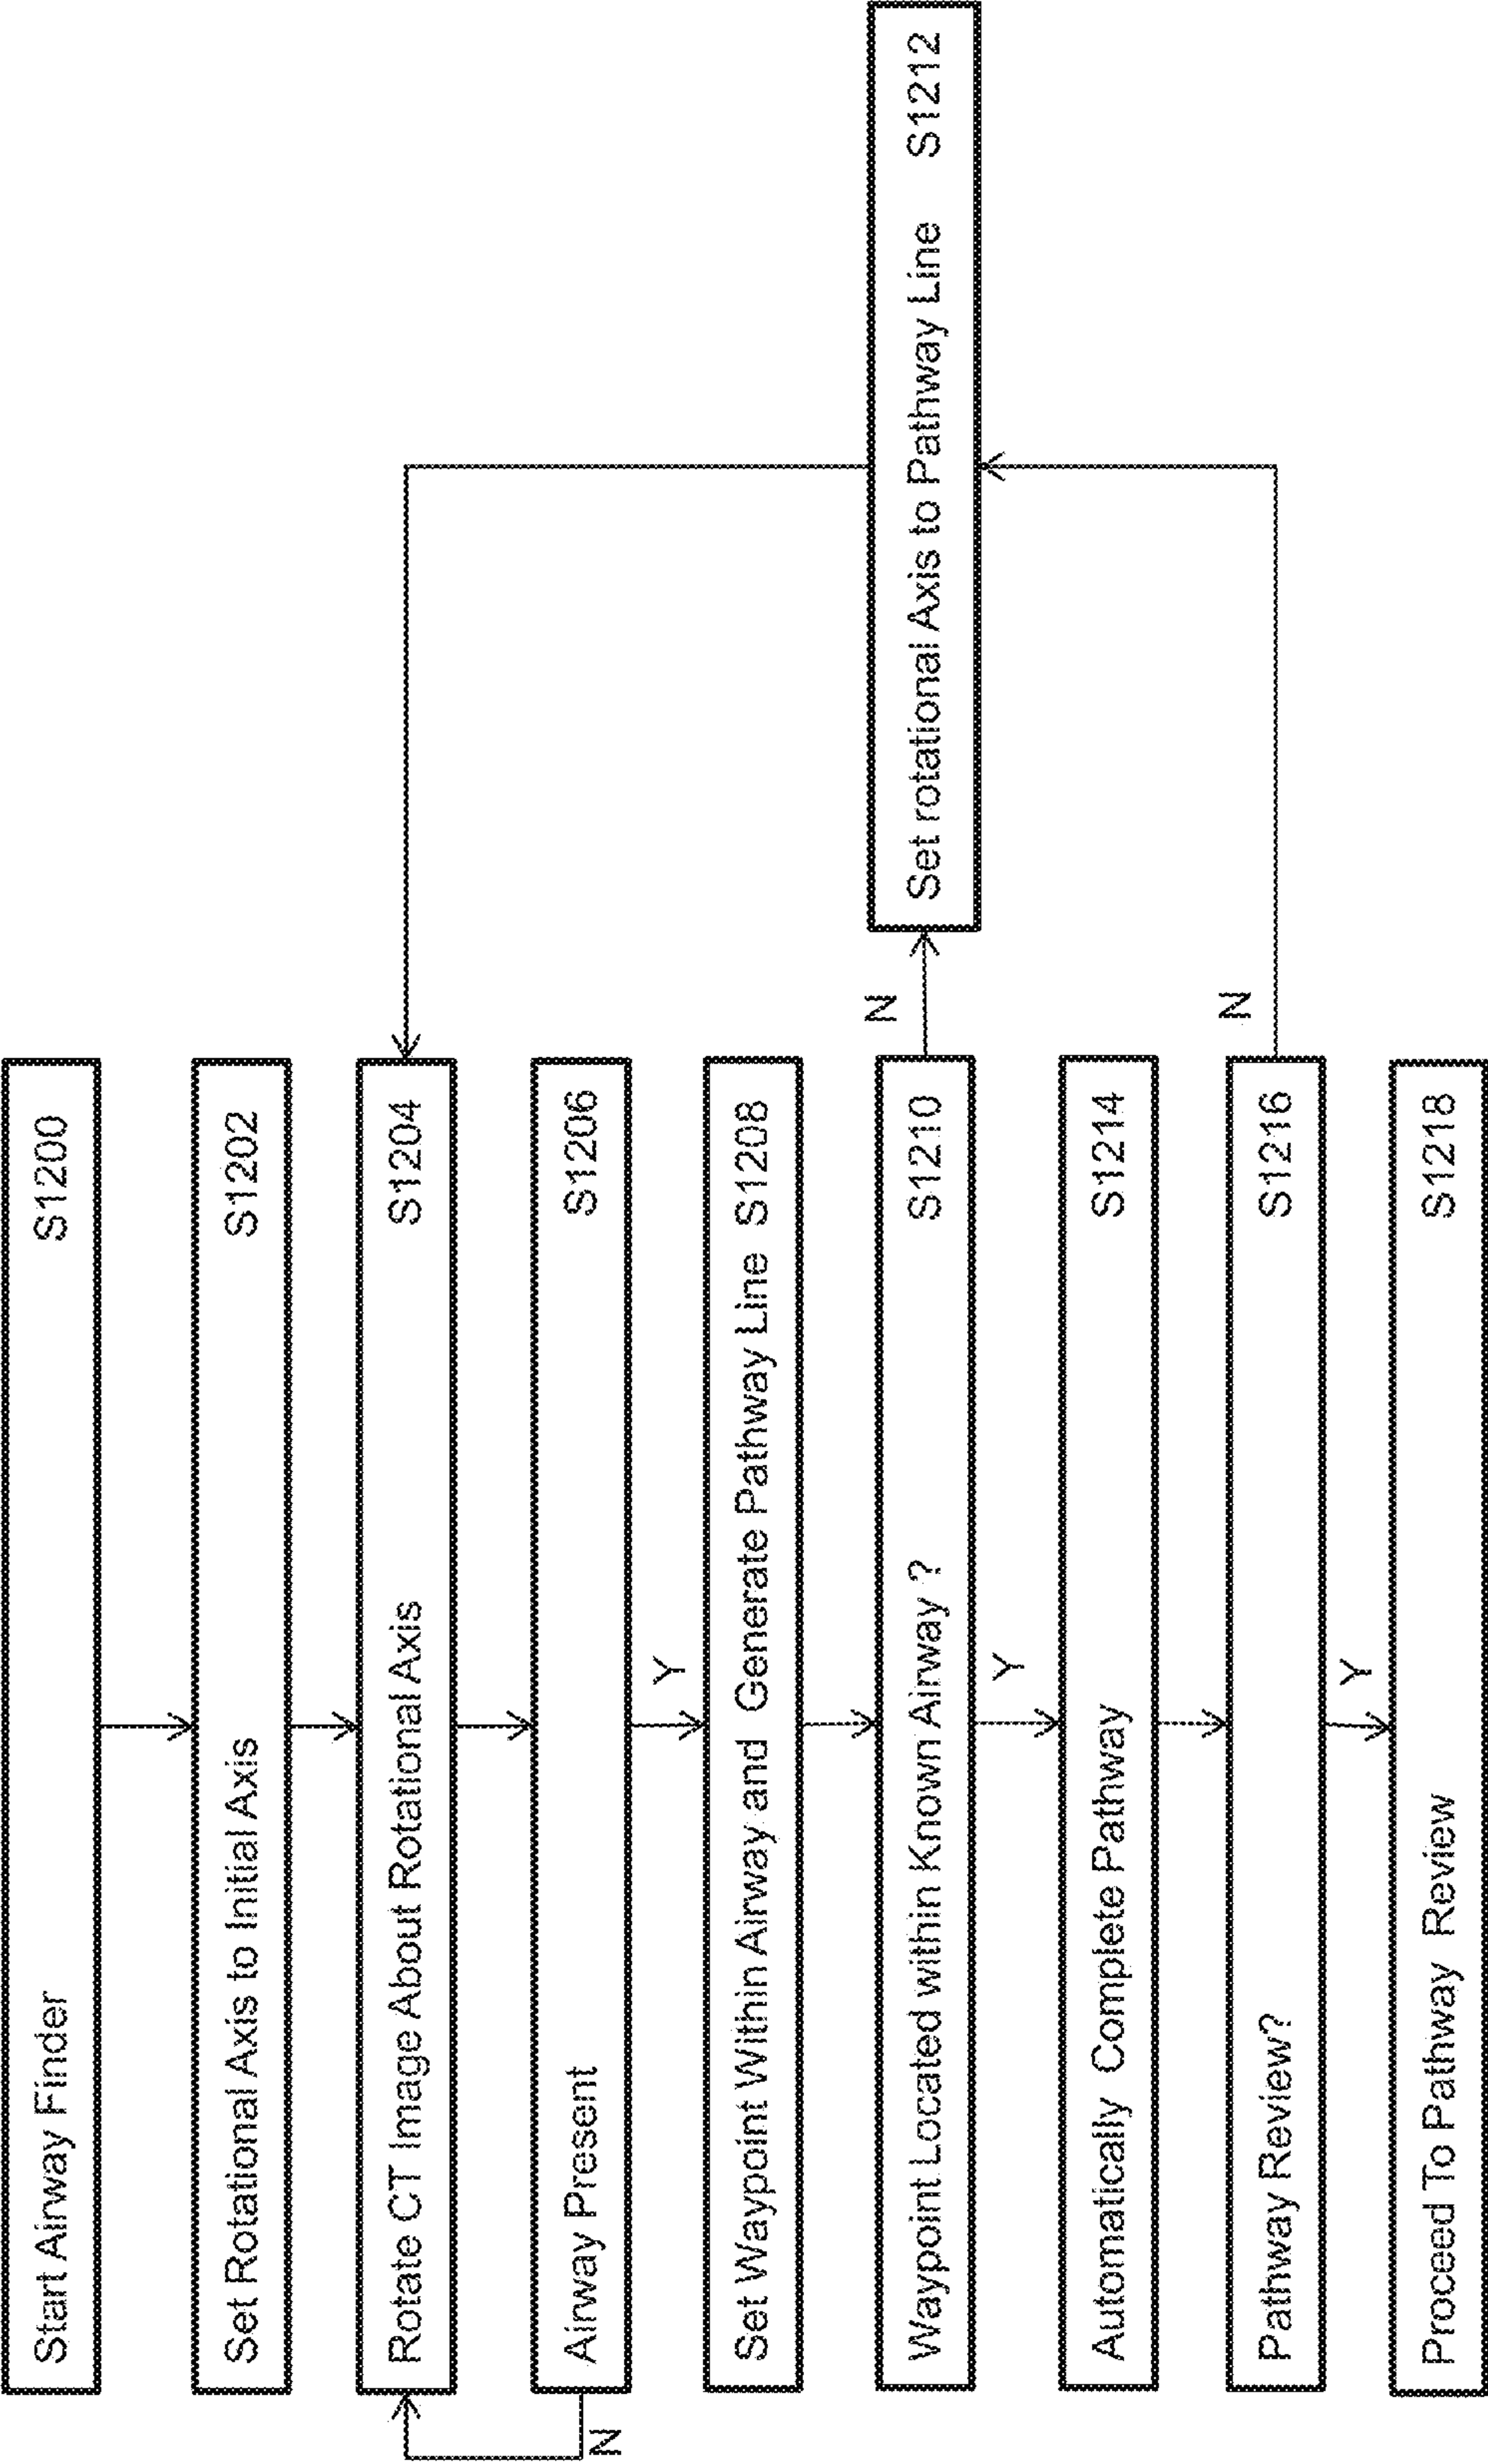 Start Airway Finder S1200
Set Rotational Axis to Initial Axis S1202
Rotate CT Image About Rotational Axis S1204
Airway Present S1206
N
Y
Set Waypoint Within Airway and Generate Pathway Line S1208
Waypoint Located within Known Airway ? S1210
N
Set rotational Axis to Pathway Line S1212
Y
Automatically Complete Pathway S1214
Pathway Review? S1216
N
Y
Proceed To Pathway Review S1218